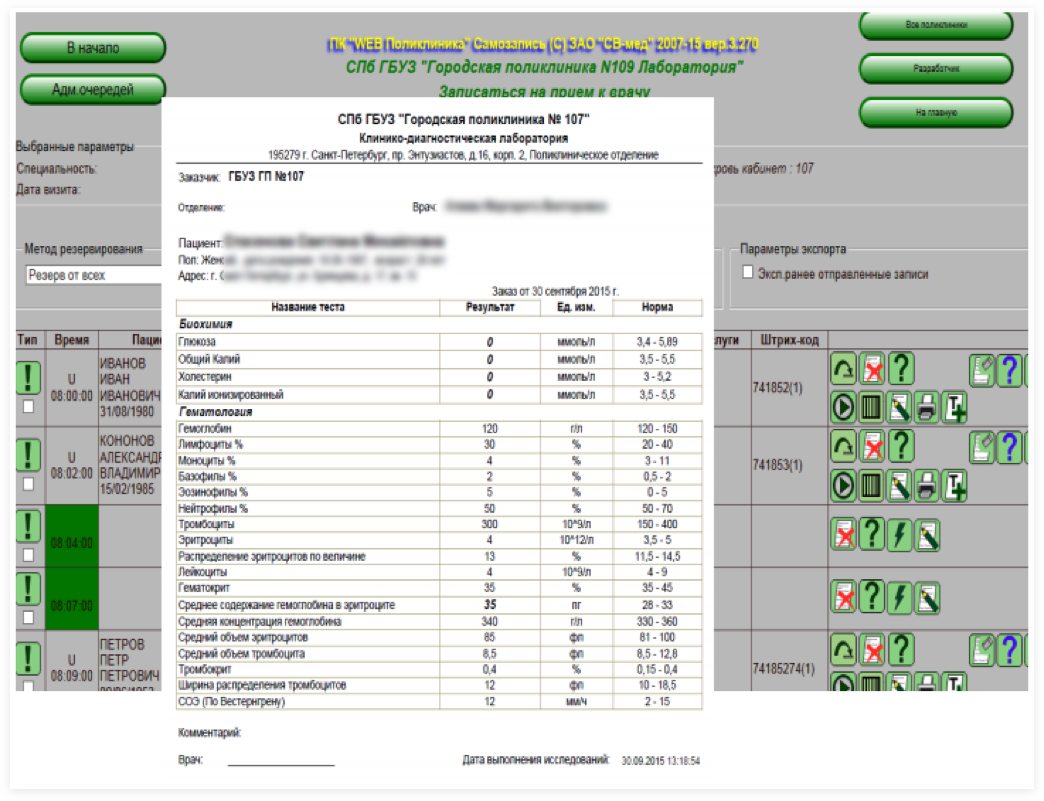 В начало
Адм.очередей
ПК "WEB Поликлиника" Самозапись (С) ЗАО "СВ-мед" 2007-15 вер.3.270
СПб ГБУЗ "Городская поликлиника N109 Лаборатория"
Записаться на прием к врачу
Все поликлиники
Разработчик
На главную
Выбранные параметры
Специальность:
Дата визита:
кровь кабинет : 107
Метод резервирования
Резерв от всех
Параметры экспорта
Эксп.ранее отправленные записи
СПб ГБУЗ "Городская поликлиника № 107"
Клинико-диагностическая лаборатория
195279 г. Санкт-Петербург, пр. Энтузиастов, д.16, корп. 2, Поликлиническое отделение
Заказчик: ГБУЗ ГП №107
Отделение: Врач:
Пациент:
Пол: Жен
Адрес: г.
Заказ от 30 сентября 2015 г.
Название теста Результат Ед. изм. Норма
Биохимия
Глюкоза 0 ммоль/л 3,4 - 5,89
Общий Калий 0 ммоль/л 3,5 - 5,5
Холестерин 0 ммоль/л 3 - 5,2
Калий ионизированный 0 ммоль/л 3,5 - 5,5
Гематология
Гемоглобин 120 г/л 120 - 150
Лимфоциты % 30 % 20 - 40
Моноциты % 4 % 3 - 11
Базофилы % 2 % 0,5 - 2
Эозинофилы % 5 % 0 - 5
Нейтрофилы % 50 % 50 - 70
Тромбоциты 300 10^9/л 150 - 400
Эритроциты 4 10^12/л 3,5 - 5
Распределение эритроцитов по величине 13 % 11,5 - 14,5
Лейкоциты 4 10^9/л 4 - 9
Гематокрит 35 % 35 - 45
Среднее содержание гемоглобина в эритроците 35 пг 28 - 33
Средняя концентрация гемоглобина 340 г/л 330 - 360
Средний объем эритроцитов 85 фл 81 - 100
Средний объем тромбоцита 8,5 фл 8,5 - 12,8
Тромбокрит 0,4 % 0,15 - 0,4
Ширина распределения тромбоцитов 12 фл 10 - 18,5
СОЭ (По Вестернгрену) 12 мм/ч 2 - 15
Комментарий:
Врач: Дата выполнения исследований: 30.09.2015 13:18:54
Тип Время Пацие
луги Штрих-код
U 08:00:00 ИВАНОВ ИВАН ИВАНОВИЧ 31/08/1980 741852(1)
U 08:02:00 КОНОНОВ АЛЕКСАНДР ВЛАДИМИР 15/02/1985 741853(1)
08:04:00
08:07:00
U 08:09:00 ПЕТРОВ ПЕТР ПЕТРОВИЧ 74185274(1)